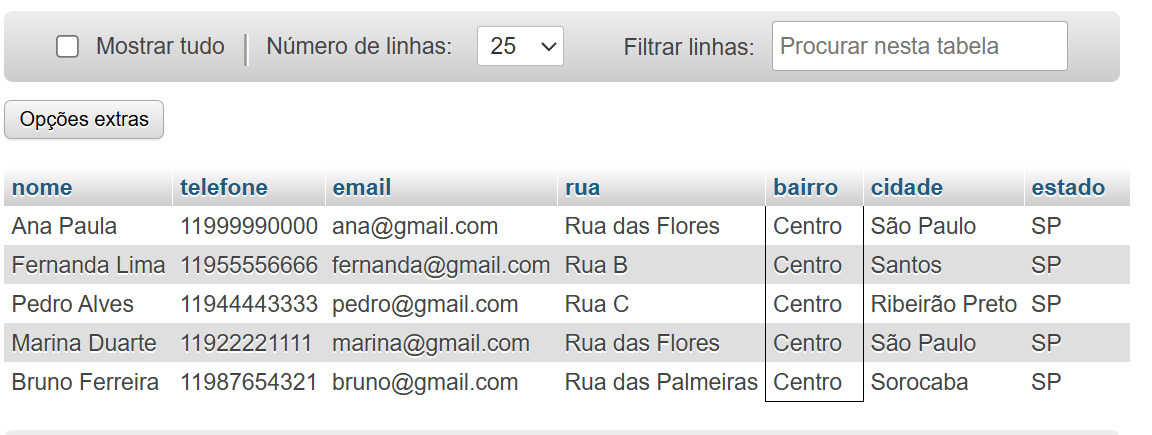 Mostrar tudo Número de linhas: 25 Filtrar linhas: Procurar nesta tabela
Opções extras
nome telefone email rua bairro cidade estado
Ana Paula 11999990000 ana@gmail.com Rua das Flores Centro São Paulo SP
Fernanda Lima 11955556666 fernanda@gmail.com Rua B Centro Santos SP
Pedro Alves 11944443333 pedro@gmail.com Rua C Centro Ribeirão Preto SP
Marina Duarte 11922221111 marina@gmail.com Rua das Flores Centro São Paulo SP
Bruno Ferreira 11987654321 bruno@gmail.com Rua das Palmeiras Centro Sorocaba SP